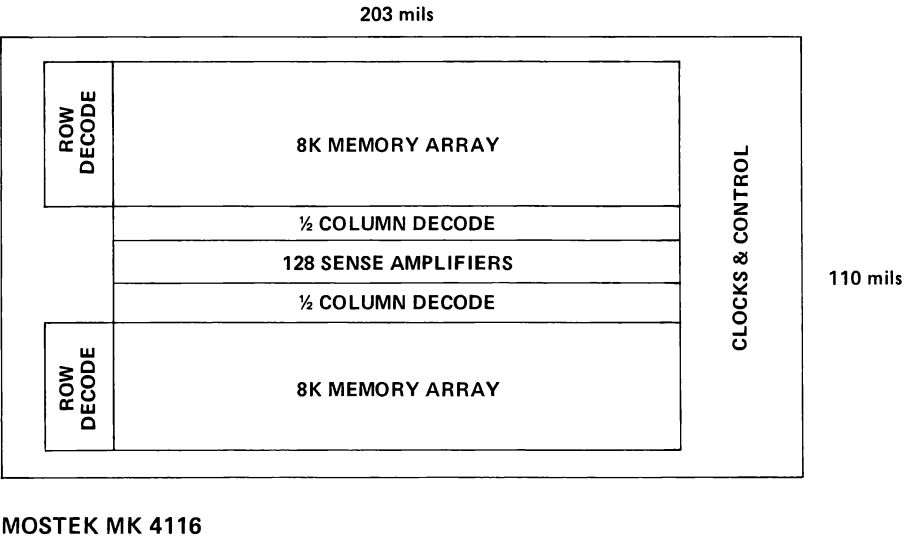 203 mils
ROW
DECODE
8K MEMORY ARRAY
½ COLUMN DECODE
128 SENSE AMPLIFIERS
½ COLUMN DECODE
ROW
DECODE
8K MEMORY ARRAY
CLOCKS & CONTROL
110 mils
MOSTEK MK 4116